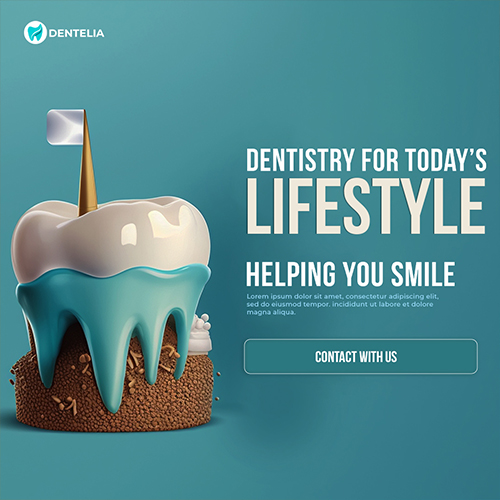 DENTELIA
DENTISTRY FOR TODAY'S
LIFESTYLE
HELPING YOU SMILE
Lorem ipsum dolor sit amet, consectetur adipiscing elit,
sed do eiusmod tempor. incididunt ut labore et dolore
magna aliqua.
CONTACT WITH US